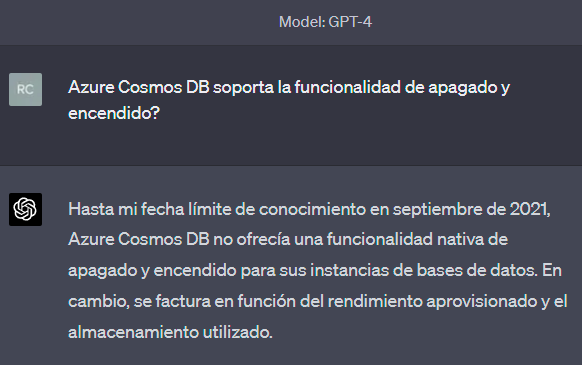 Model: GPT-4
RC
Azure Cosmos DB soporta la funcionalidad de apagado y
encendido?
Hasta mi fecha límite de conocimiento en septiembre de 2021,
Azure Cosmos DB no ofrecía una funcionalidad nativa de
apagado y encendido para sus instancias de bases de datos. En
cambio, se factura en función del rendimiento aprovisionado y el
almacenamiento utilizado.